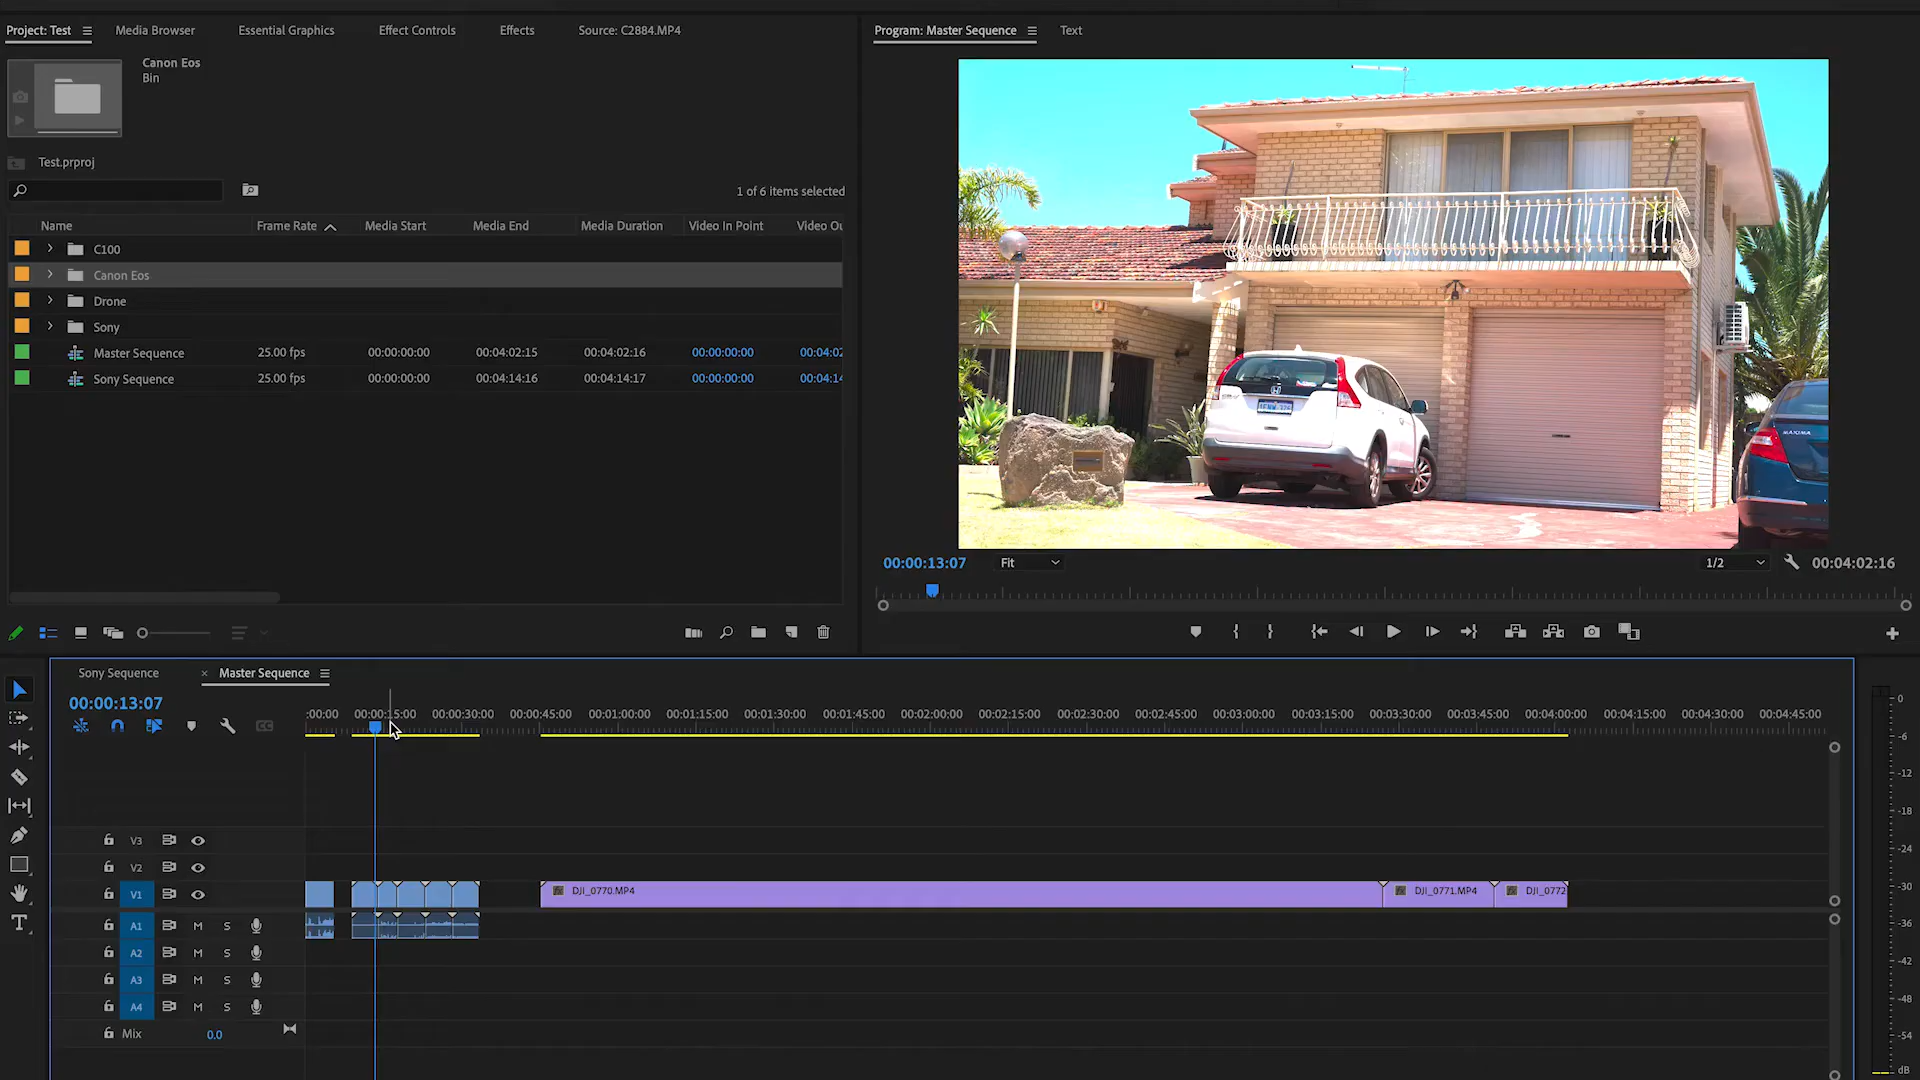 Project: Test
Media Browser
Essential Graphics
Effect Controls
Effects
Source: C2884.MP4
Program: Master Sequence
Text
Canon Eos
Bin
Test.prproj
1 of 6 items selected
Name Frame Rate Media Start Media End Media Duration Video In Point Video Ou
C100
Canon Eos
Drone
Sony
Master Sequence 25.00 fps 00:00:00:00 00:04:02:15 00:04:02:16 00:00:00:00 00:04:02
Sony Sequence 25.00 fps 00:00:00:00 00:04:14:16 00:04:14:17 00:00:00:00 00:04:14
MAXIMA
00:00:13:07 Fit 1/2 00:04:02:16
Sony Sequence
× Master Sequence
00:00:13:07
:00:00 00:00:15:00 00:00:30:00 00:00:45:00 00:01:00:00 00:01:15:00 00:01:30:00 00:01:45:00 00:02:00:00 00:02:15:00 00:02:30:00 00:02:45:00 00:03:00:00 00:03:15:00 00:03:30:00 00:03:45:00 00:04:00:00 00:04:15:00 00:04:30:00 00:04:45:00
V3
V2
V1
DJI_0770.MP4 DJI_0771.MP4 DJI_0772
A1 M S
A2 M S
A3 M S
A4 M S
Mix 0.0
0
-6
-12
-18
-24
-30
-36
-42
-48
-54
dB